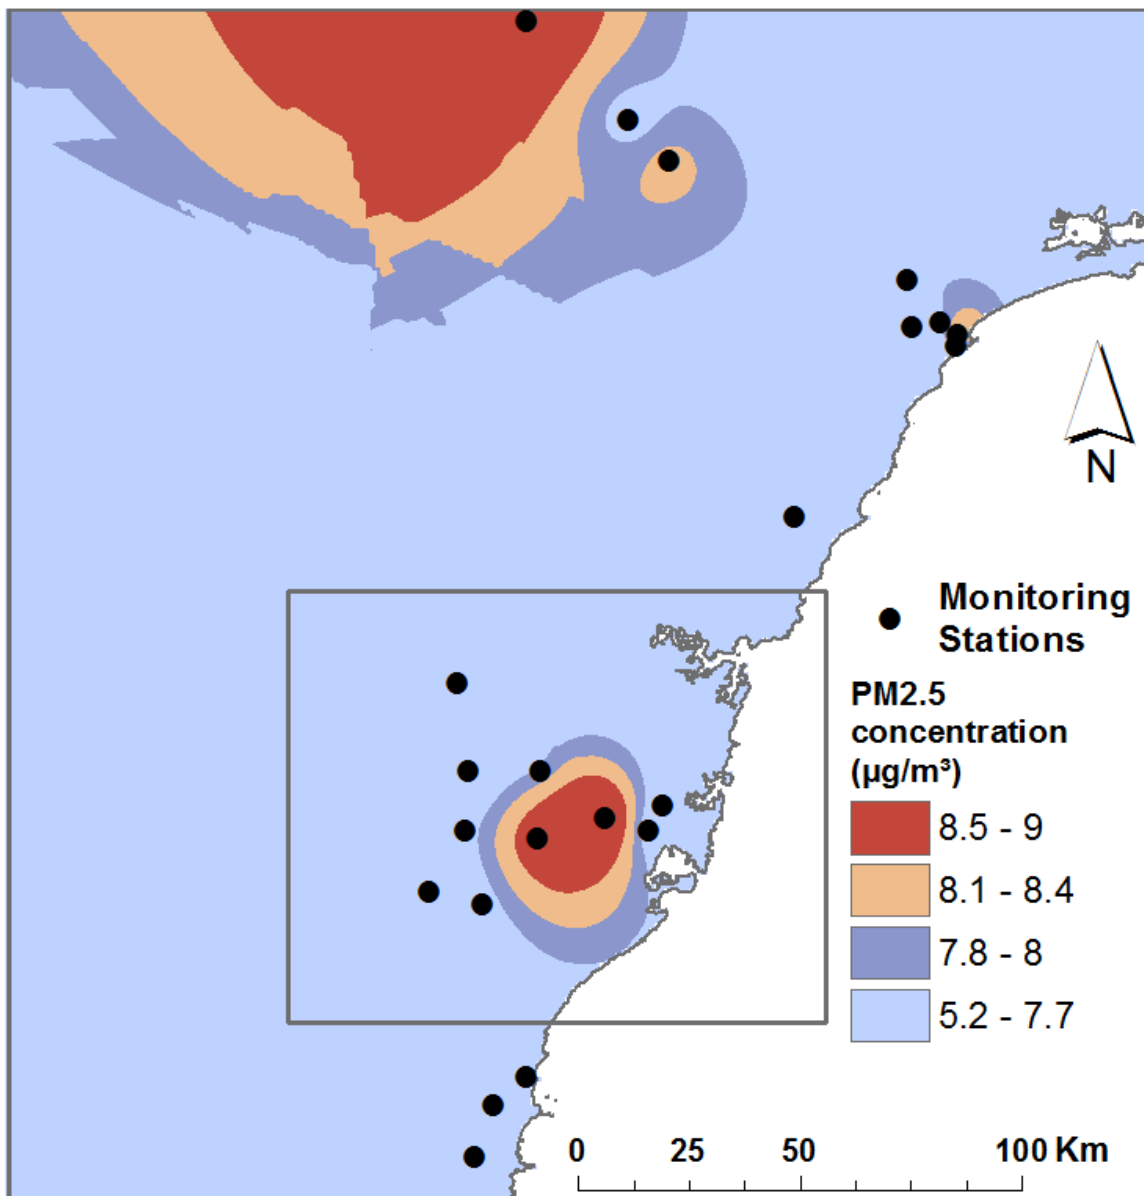 N
Monitoring
Stations
PM2.5
concentration
(µg/m³)
8.5 - 9
8.1 - 8.4
7.8 - 8
5.2 - 7.7
0 25 50 100 Km